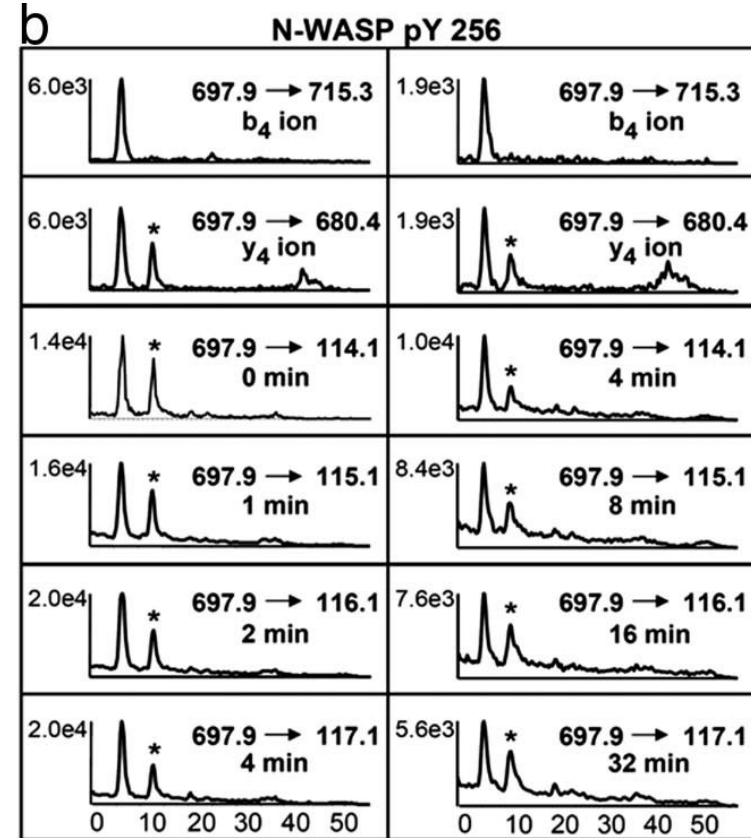 b
N-WASP pY 256
6.0e3
697.9 → 715.3
b4 ion
1.9e3
697.9 → 715.3
b4 ion
6.0e3
*
697.9 → 680.4
y4 ion
1.9e3
*
697.9 → 680.4
y4 ion
1.4e4
*
697.9 → 114.1
0 min
1.0e4
*
697.9 → 114.1
4 min
1.6e4
*
697.9 → 115.1
1 min
8.4e3
*
697.9 → 115.1
8 min
2.0e4
*
697.9 → 116.1
2 min
7.6e3
*
697.9 → 116.1
16 min
2.0e4
*
697.9 → 117.1
4 min
5.6e3
*
697.9 → 117.1
32 min
0 10 20 30 40 50
0 10 20 30 40 50